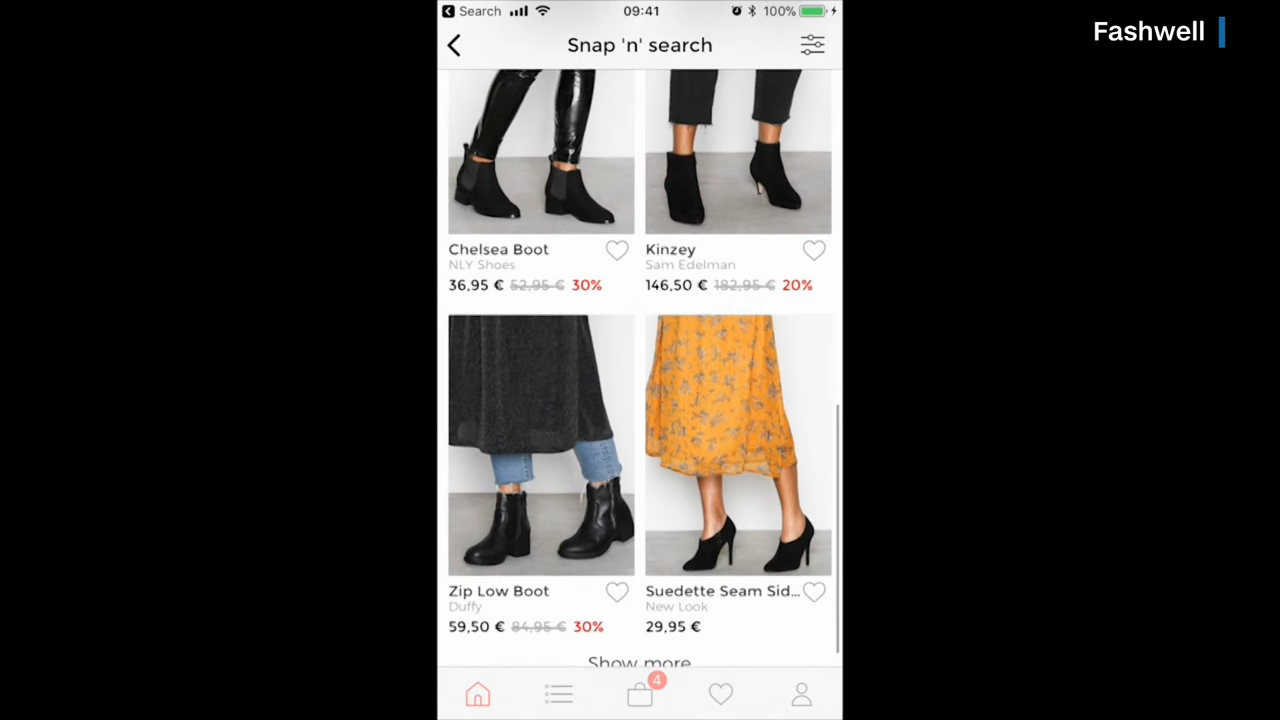 Search
09:41
100%
Fashwell
Snap 'n' search
Chelsea Boot
NLY Shoes
36,95 € 52,95 € 30%
Kinzey
Sam Edelman
146,50 € 182,95 € 20%
Zip Low Boot
Duffy
59,50 € 84,95 € 30%
Suedette Seam Sid...
New Look
29,95 €
Show more
4